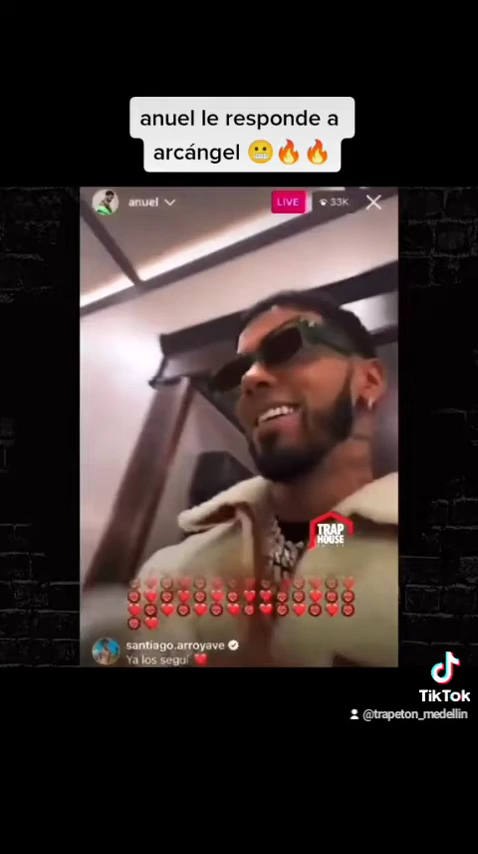 anuel le responde a
arcángel 😬🔥🔥
anuel
LIVE
33K
TRAP
HOUSE
santiago.arroyave
Ya los seguí ❤️
TikTok
@trapeton_medellin